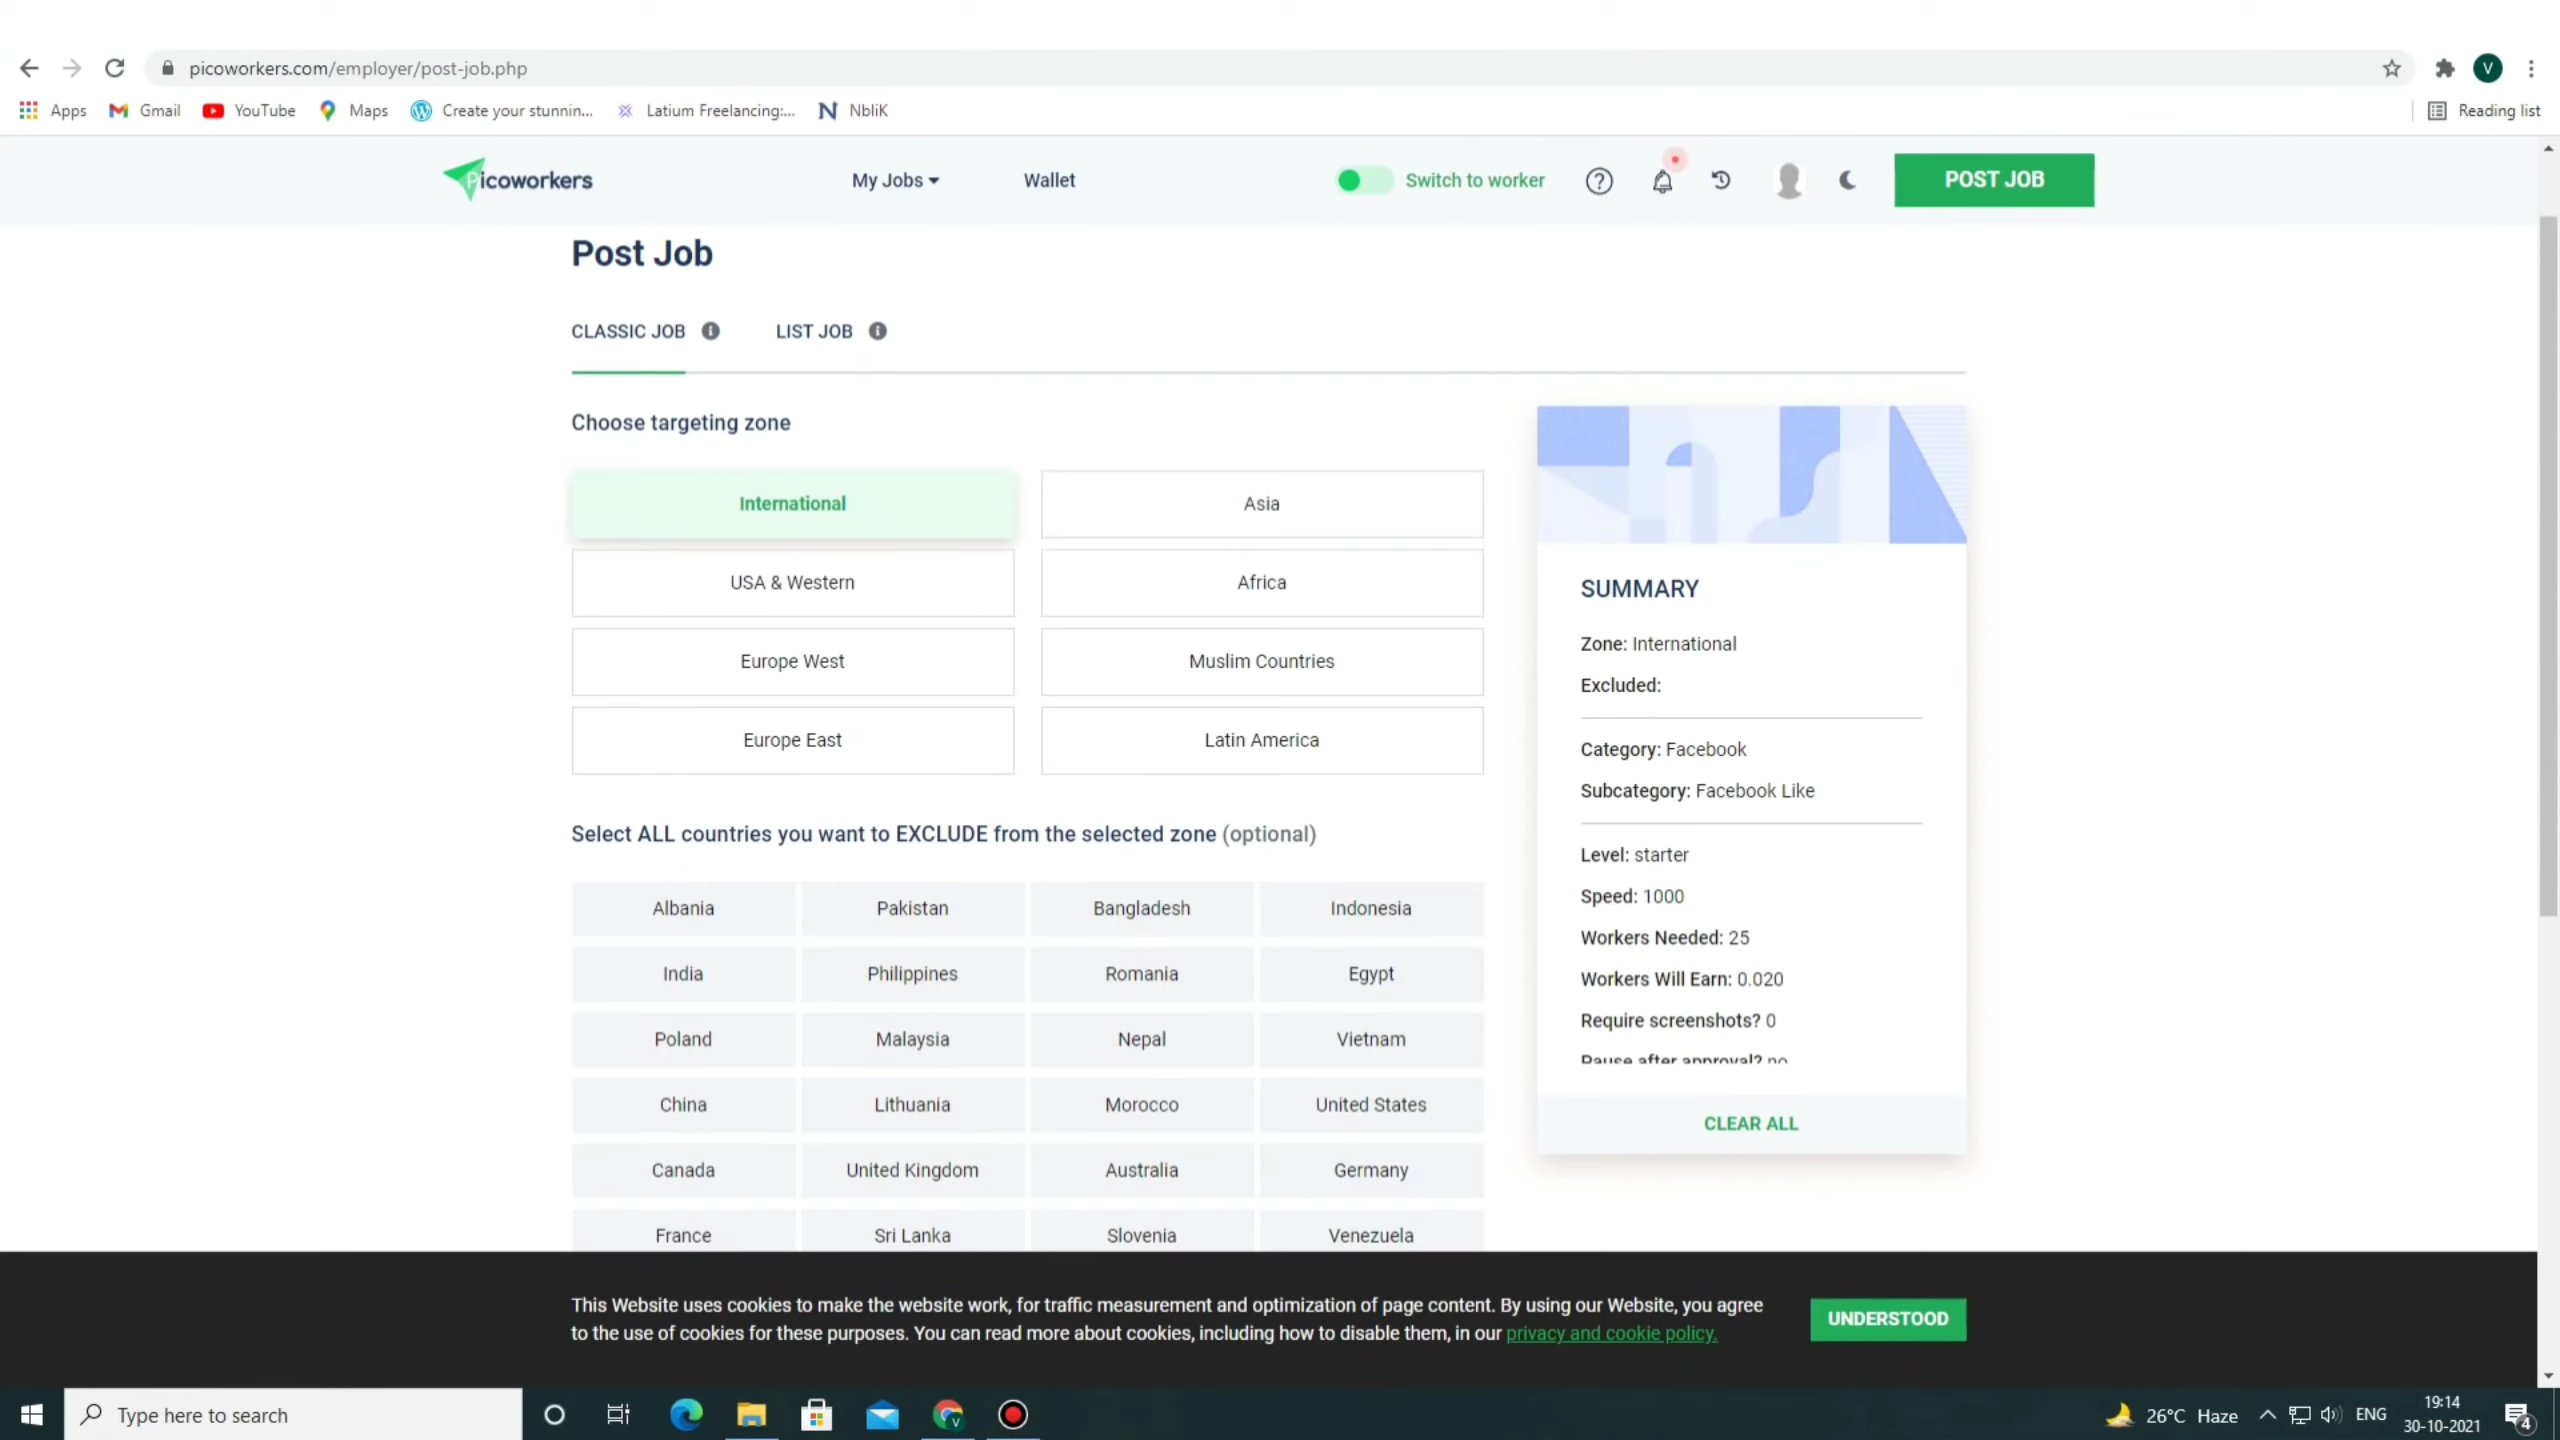 picoworkers.com/employer/post-job.php
V
Apps
Gmail
YouTube
Maps
Create your stunnin...
Latium Freelancing:...
NbliK
Reading list
Picoworkers
My Jobs
Wallet
Switch to worker
POST JOB
Post Job
CLASSIC JOB
LIST JOB
Choose targeting zone
International
Asia
USA & Western
Africa
Europe West
Muslim Countries
Europe East
Latin America
Select ALL countries you want to EXCLUDE from the selected zone (optional)
Albania
Pakistan
Bangladesh
Indonesia
India
Philippines
Romania
Egypt
Poland
Malaysia
Nepal
Vietnam
China
Lithuania
Morocco
United States
Canada
United Kingdom
Australia
Germany
France
Sri Lanka
Slovenia
Venezuela
SUMMARY
Zone: International
Excluded:
Category: Facebook
Subcategory: Facebook Like
Level: starter
Speed: 1000
Workers Needed: 25
Workers Will Earn: 0.020
Require screenshots? 0
Pause after approval? no
CLEAR ALL
This Website uses cookies to make the website work, for traffic measurement and optimization of page content. By using our Website, you agree
to the use of cookies for these purposes. You can read more about cookies, including how to disable them, in our privacy and cookie policy.
UNDERSTOOD
Type here to search
V
26°C Haze
ENG
19:14
30-10-2021
4